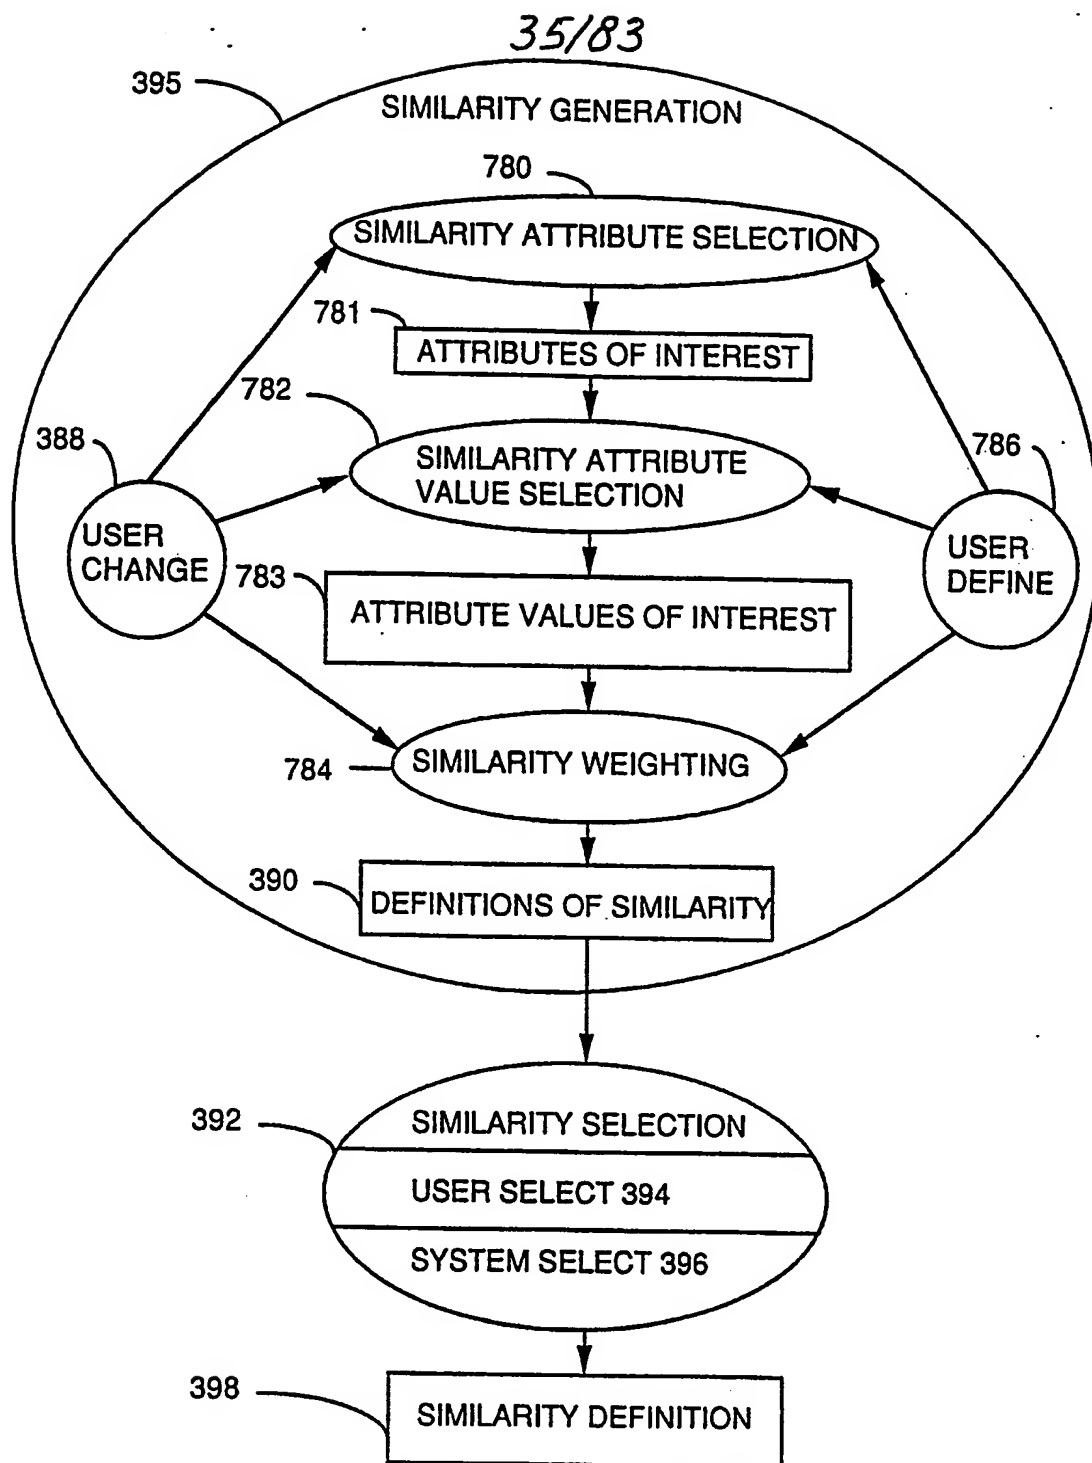 35/83
395
SIMILARITY GENERATION
780
SIMILARITY ATTRIBUTE SELECTION
781
ATTRIBUTES OF INTEREST
782
388
SIMILARITY ATTRIBUTE
VALUE SELECTION
786
USER
CHANGE
USER
DEFINE
783
ATTRIBUTE VALUES OF INTEREST
784
SIMILARITY WEIGHTING
390
DEFINITIONS OF SIMILARITY
392
SIMILARITY SELECTION
USER SELECT 394
SYSTEM SELECT 396
398
SIMILARITY DEFINITION